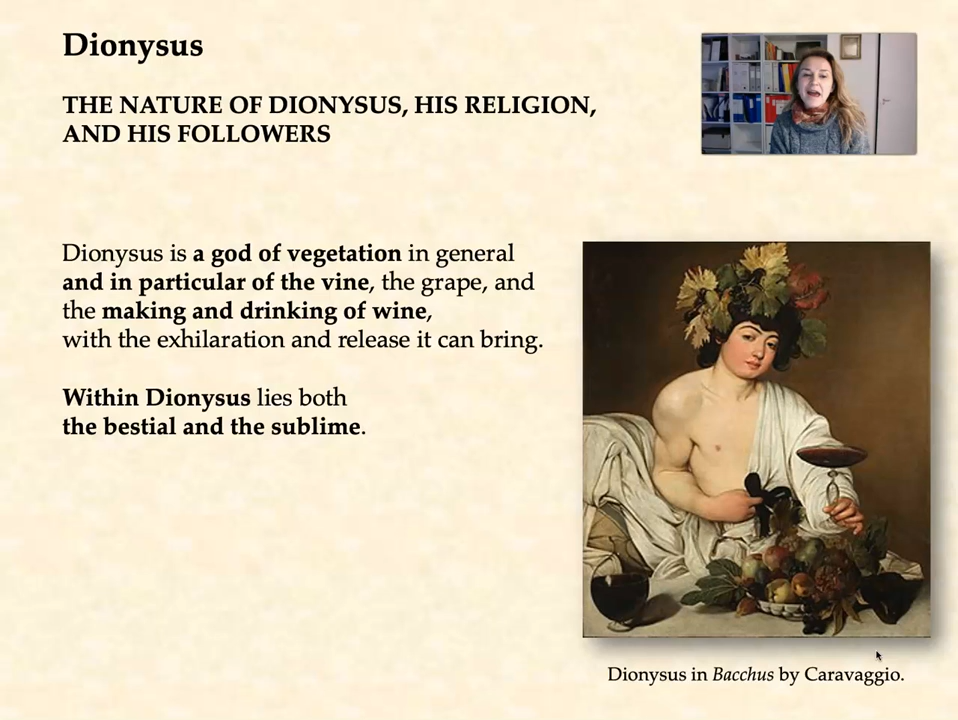 Dionysus
THE NATURE OF DIONYSUS, HIS RELIGION,
AND HIS FOLLOWERS
Dionysus is a god of vegetation in general
and in particular of the vine, the grape, and
the making and drinking of wine,
with the exhilaration and release it can bring.
Within Dionysus lies both
the bestial and the sublime.
Dionysus in Bacchus by Caravaggio.